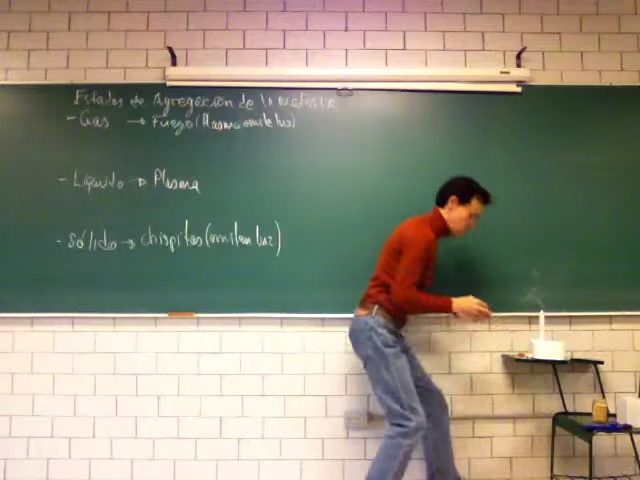 Estados de Agregación de la materia
- Gas → Fuego (Plasma emite luz)
- Líquido → Plasma
- Sólido → chispitas (emiten luz)